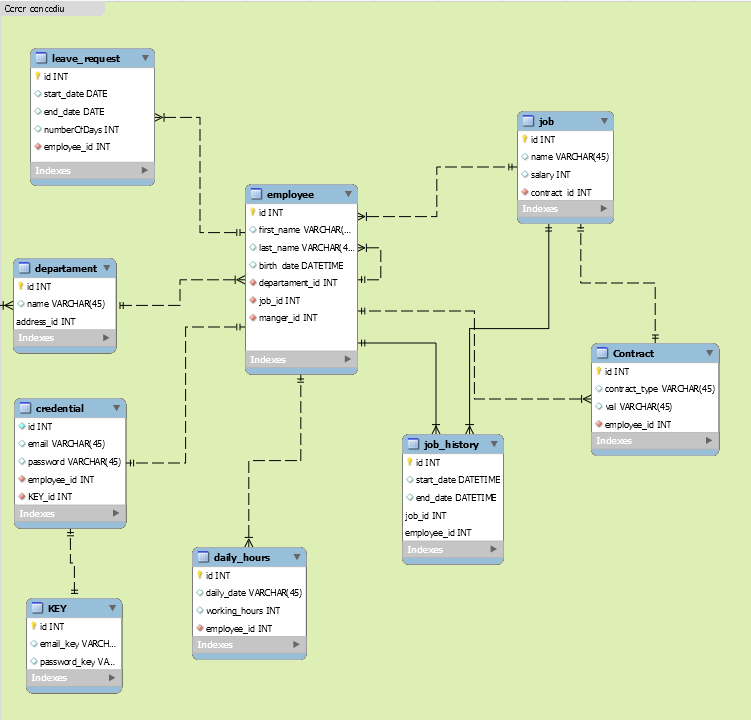 Cerer concediu
leave_request
id INT
start_date DATE
end_date DATE
numberOfDays INT
employee_id INT
Indexes
job
id INT
name VARCHAR(45)
salary INT
contract_id INT
Indexes
employee
id INT
first_name VARCHAR(...
last_name VARCHAR(4...
birth_date DATETIME
departament_id INT
job_id INT
manger_id INT
Indexes
departament
id INT
name VARCHAR(45)
address_id INT
Indexes
Contract
id INT
contract_type VARCHAR(45)
val VARCHAR(45)
employee_id INT
Indexes
credential
id INT
email VARCHAR(45)
password VARCHAR(45)
employee_id INT
KEY_id INT
Indexes
job_history
id INT
start_date DATETIME
end_date DATETIME
job_id INT
employee_id INT
Indexes
daily_hours
id INT
daily_date VARCHAR(45)
working_hours INT
employee_id INT
Indexes
KEY
id INT
email_key VARCH...
password_key VA...
Indexes